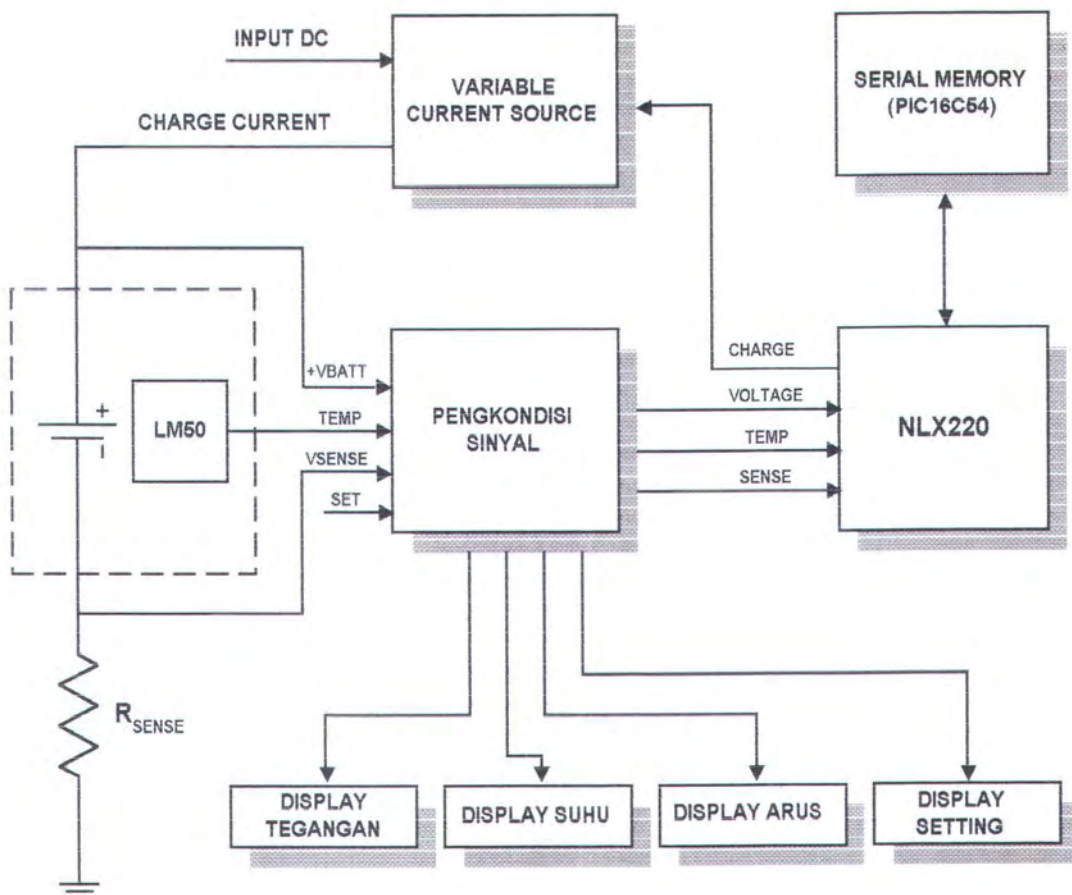 INPUT DC
VARIABLE
CURRENT SOURCE
SERIAL MEMORY
(PIC16C54)
CHARGE CURRENT
+VBATT
TEMP
VSENSE
SET
LM50
+
-
PENGKONDISI
SINYAL
CHARGE
VOLTAGE
TEMP
SENSE
NLX220
RSENSE
DISPLAY
TEGANGAN
DISPLAY SUHU
DISPLAY ARUS
DISPLAY
SETTING